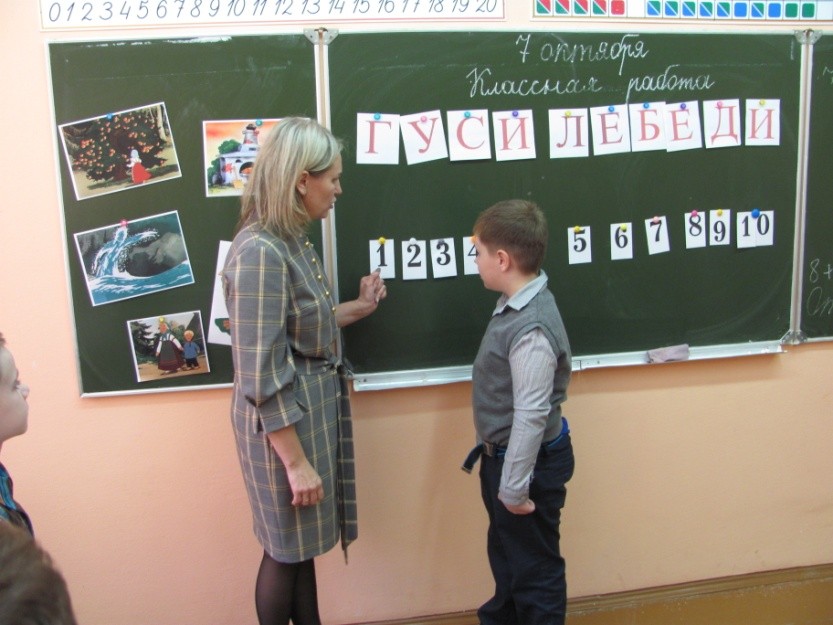 0 1 2 3 4 5 6 7 8 9 10 11 12 13 14 15 16 17 18 19 20
7 октября
Классная работа
ГУСИ ЛЕБЕДИ
1 2 3 4 5 6 7 8 9 10
8+